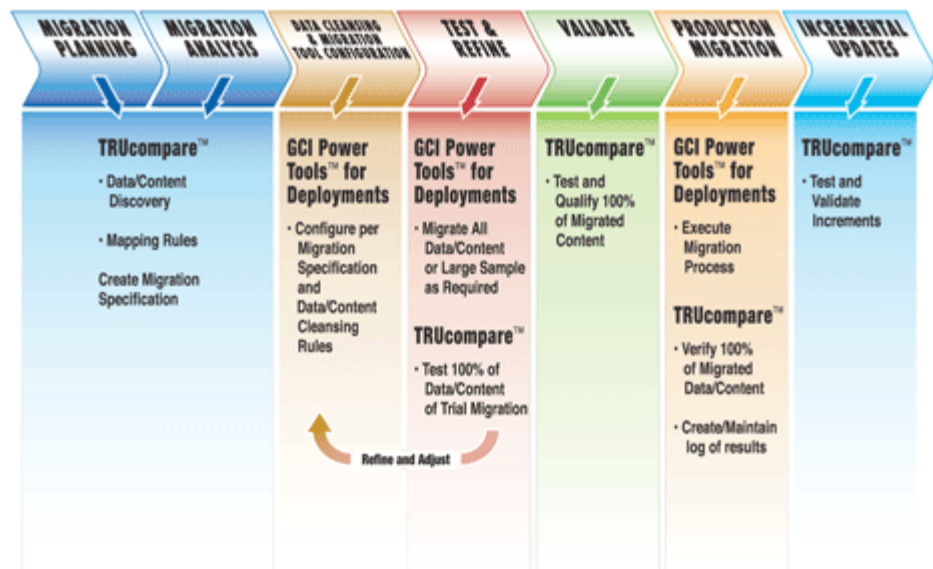 MIGRATION
PLANNING
MIGRATION
ANALYSIS
DATA CLEANSING
& MIGRATION
TOOL CONFIGURATION
TEST &
REFINE
VALIDATE
PRODUCTION
MIGRATION
INCREMENTAL
UPDATES
TRUcompare™
• Data/Content
Discovery
• Mapping Rules
Create Migration
Specification
GCI Power
Tools™ for
Deployments
• Configure per
Migration
Specification
and
Data/Content
Cleansing
Rules
GCI Power
Tools™ for
Deployments
• Migrate All
Data/Content
or Large Sample
as Required
TRUcompare™
• Test 100% of
Data/Content
of Trial Migration
Refine and Adjust
TRUcompare™
• Test and
Qualify 100%
of Migrated
Content
GCI Power
Tools™ for
Deployments
• Execute
Migration
Process
TRUcompare™
• Verify 100%
of Migrated
Data/Content
• Create/Maintain
log of results
TRUcompare™
• Test and
Validate
Increments